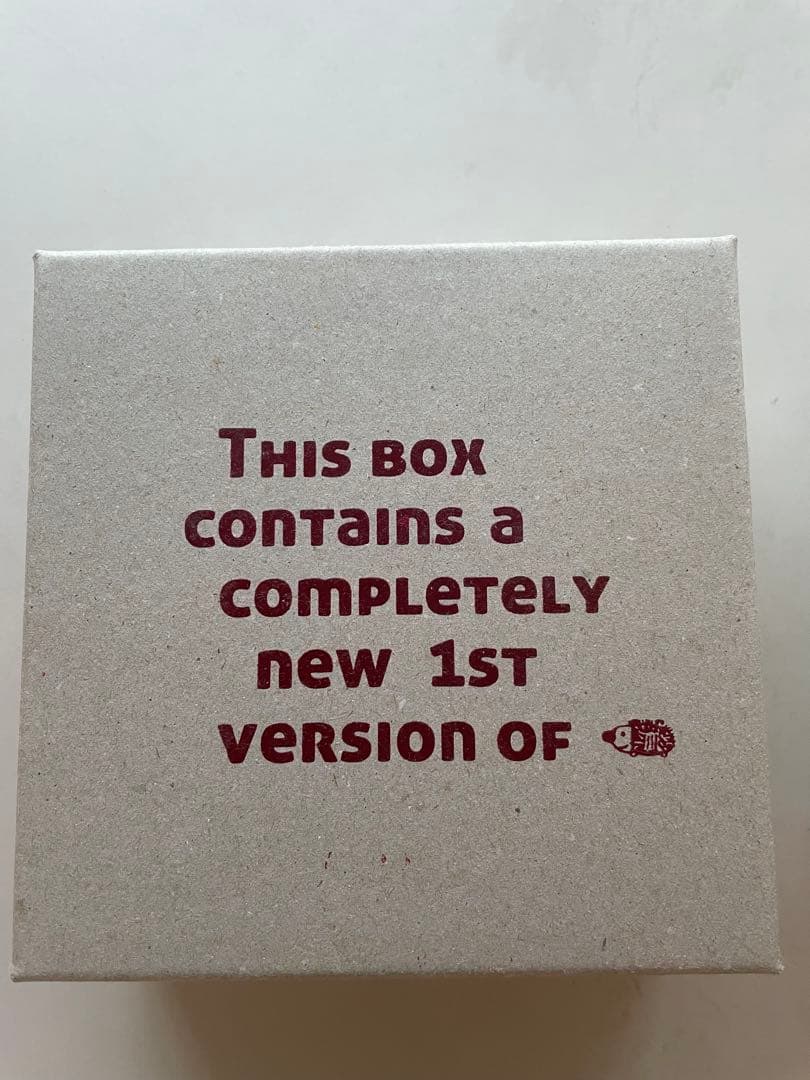 This box
contains a
completely
new 1st
version of